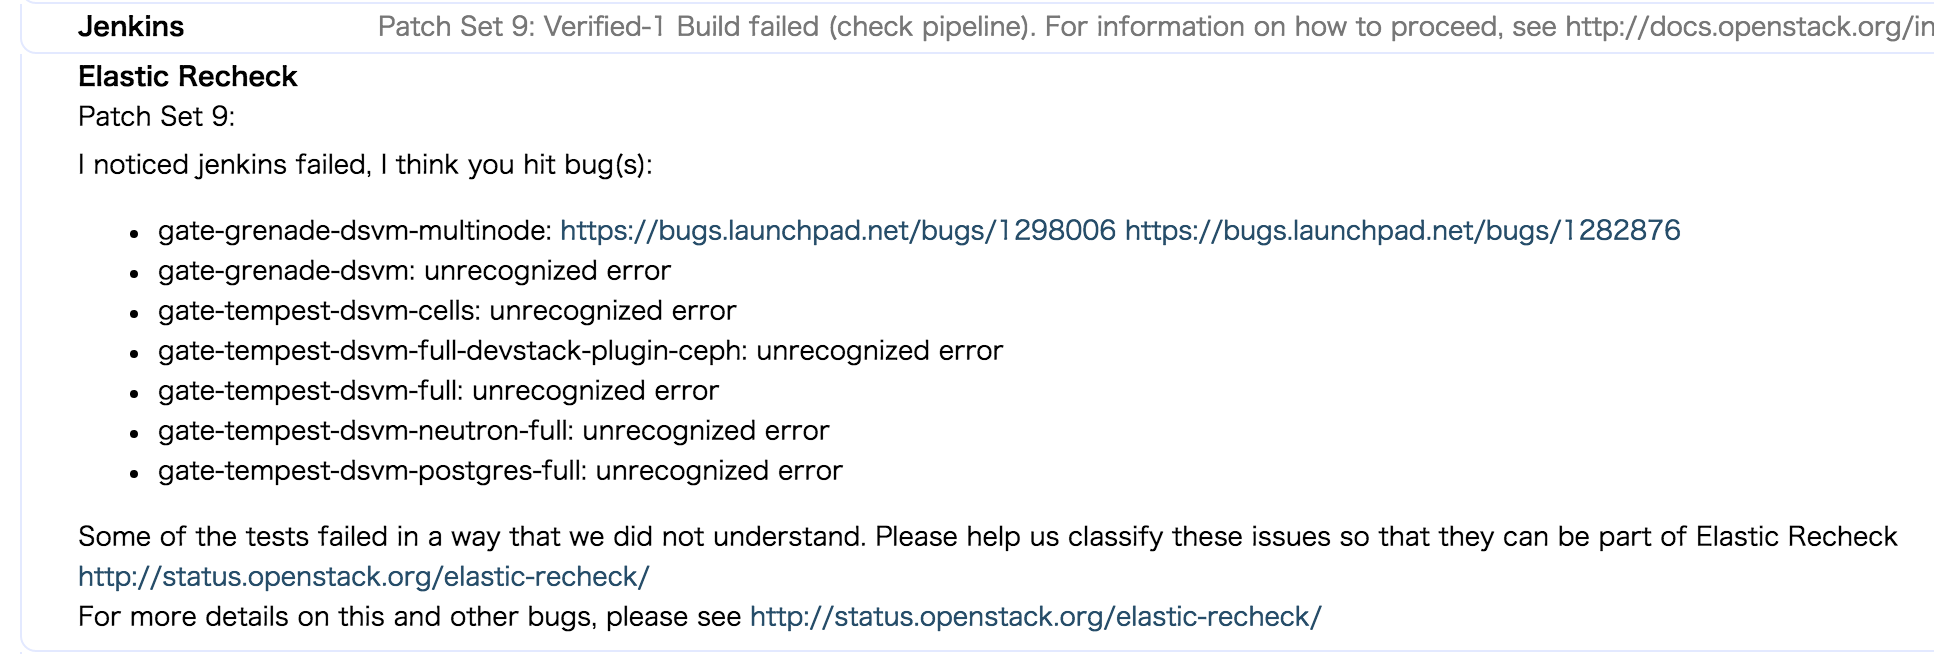 Jenkins Patch Set 9: Verified-1 Build failed (check pipeline). For information on how to proceed, see http://docs.openstack.org/in
Elastic Recheck
Patch Set 9:
I noticed jenkins failed, I think you hit bug(s):
• gate-grenade-dsvm-multinode: https://bugs.launchpad.net/bugs/1298006 https://bugs.launchpad.net/bugs/1282876
• gate-grenade-dsvm: unrecognized error
• gate-tempest-dsvm-cells: unrecognized error
• gate-tempest-dsvm-full-devstack-plugin-ceph: unrecognized error
• gate-tempest-dsvm-full: unrecognized error
• gate-tempest-dsvm-neutron-full: unrecognized error
• gate-tempest-dsvm-postgres-full: unrecognized error
Some of the tests failed in a way that we did not understand. Please help us classify these issues so that they can be part of Elastic Recheck
http://status.openstack.org/elastic-recheck/
For more details on this and other bugs, please see http://status.openstack.org/elastic-recheck/